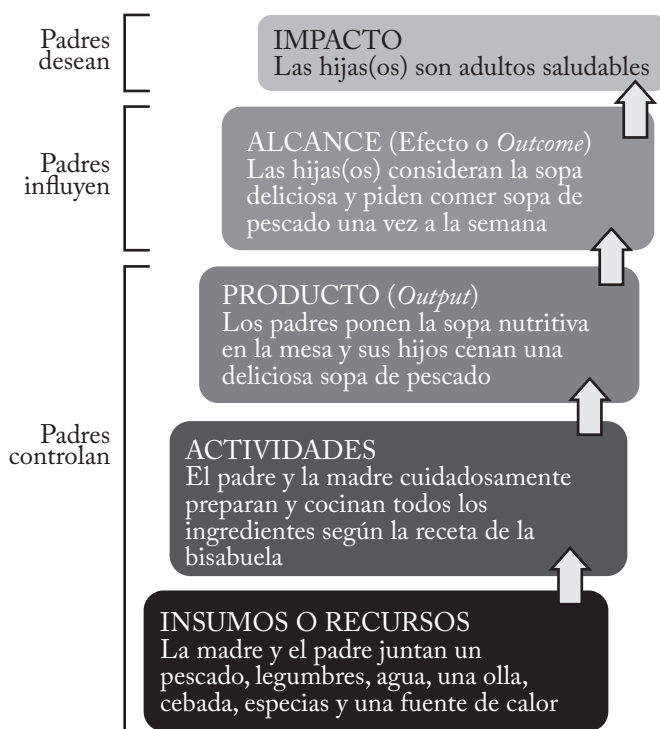 Padres
desean
IMPACTO
Las hijas(os) son adultos saludables
Padres
influyen
ALCANCE (Efecto o Outcome)
Las hijas(os) consideran la sopa
deliciosa y piden comer sopa de
pescado una vez a la semana
PRODUCTO (Output)
Los padres ponen la sopa nutritiva
en la mesa y sus hijos cenan una
deliciosa sopa de pescado
Padres
controlan
ACTIVIDADES
El padre y la madre cuidadosamente
preparan y cocinan todos los
ingredientes según la receta de la
bisabuela
INSUMOS O RECURSOS
La madre y el padre juntan un
pescado, legumbres, agua, una olla,
cebada, especias y una fuente de calor